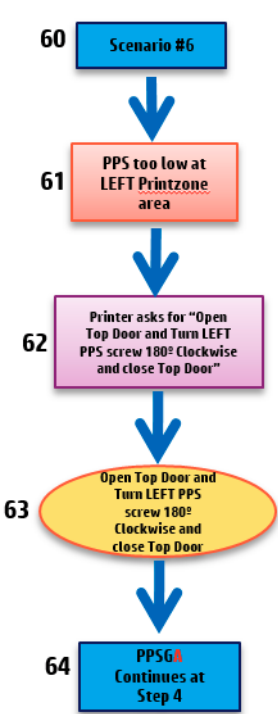 60
Scenario #6
61
PPS too low at
LEFT Printzone
area
62
Printer asks for “Open
Top Door and Turn LEFT
PPS screw 180º Clockwise
and close Top Door”
63
Open Top Door and
Turn LEFT PPS
screw 180º
Clockwise and
close Top Door
64
PPSGA
Continues at
Step 4